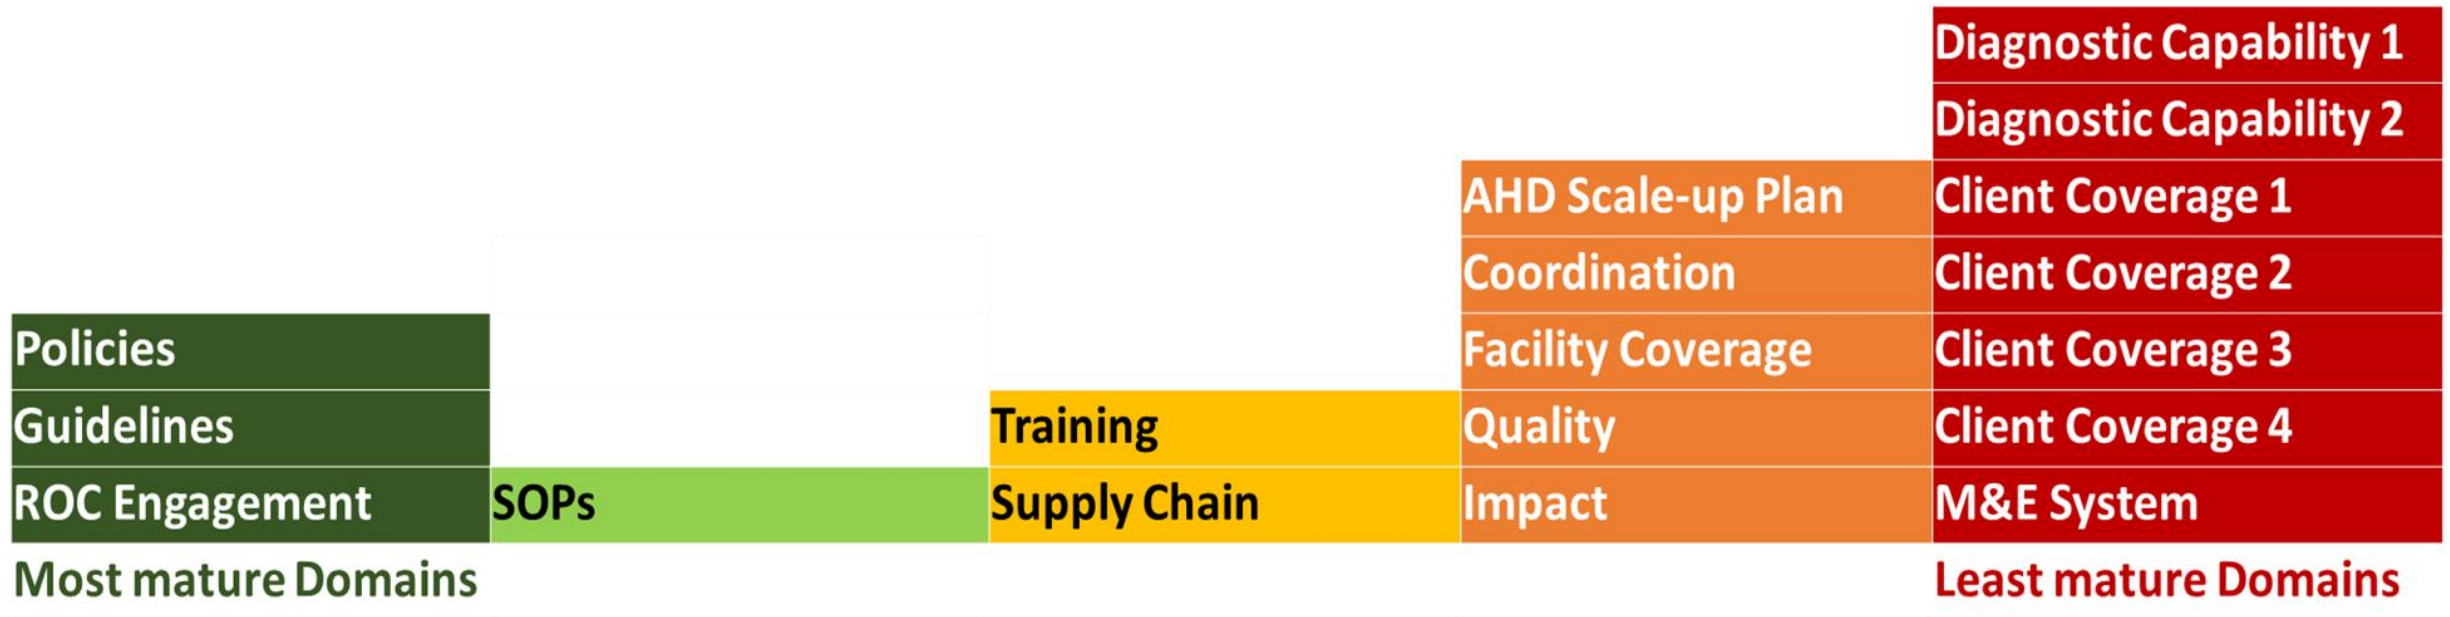 Diagnostic Capability 1
Diagnostic Capability 2
AHD Scale-up Plan
Client Coverage 1
Coordination
Client Coverage 2
Policies
Facility Coverage
Client Coverage 3
Guidelines
Training
Quality
Client Coverage 4
ROC Engagement
SOPs
Supply Chain
Impact
M&E System
Most mature Domains
Least mature Domains